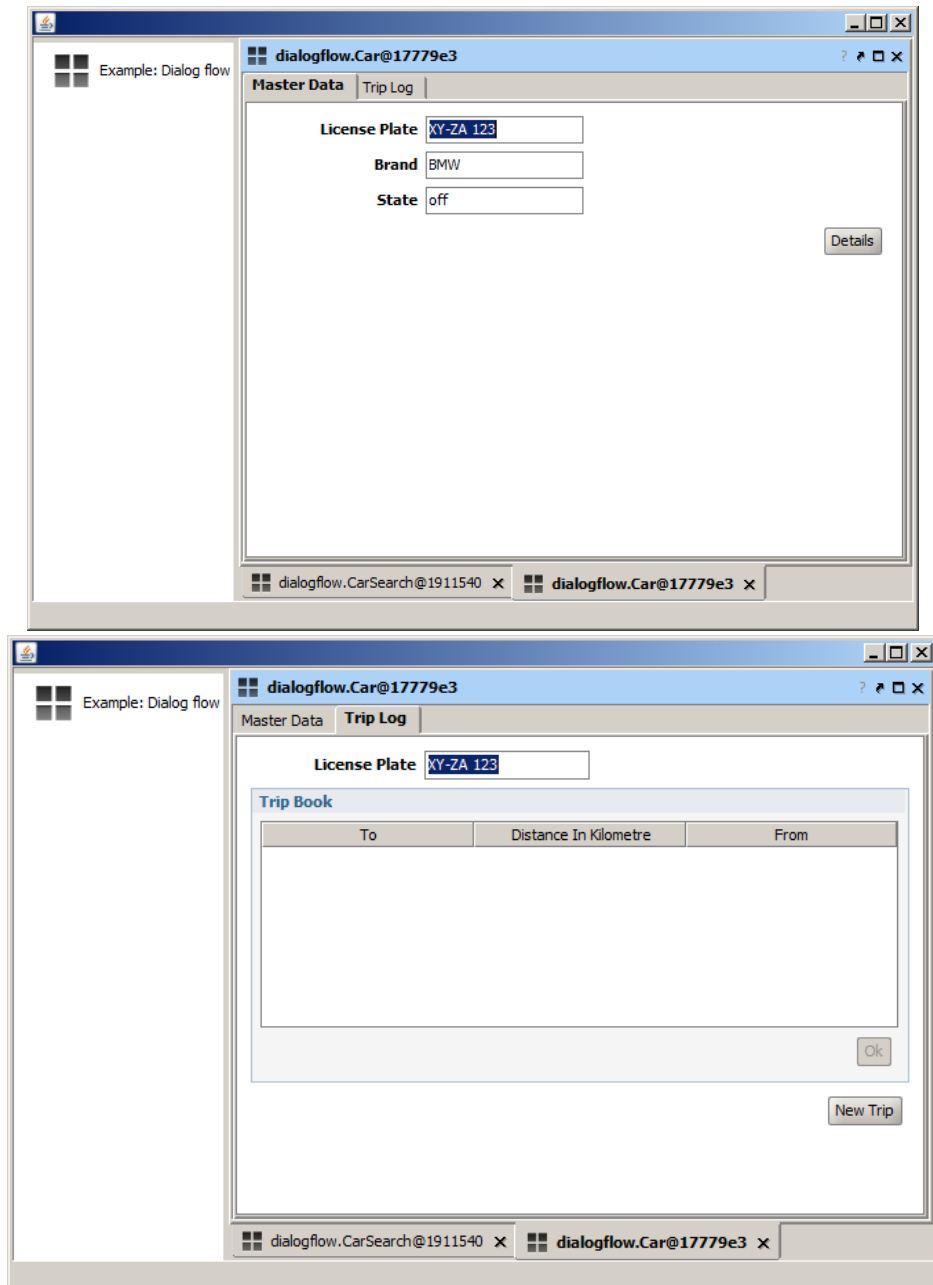 dialogflow.Car@17779e3
?
Example: Dialog flow
Master Data Trip Log
License Plate XY-ZA 123
Brand BMW
State off
Details
dialogflow.CarSearch@1911540 dialogflow.Car@17779e3
dialogflow.Car@17779e3
?
Example: Dialog flow
Master Data Trip Log
License Plate XY-ZA 123
Trip Book
To Distance In Kilometre From
Ok
New Trip
dialogflow.CarSearch@1911540 dialogflow.Car@17779e3